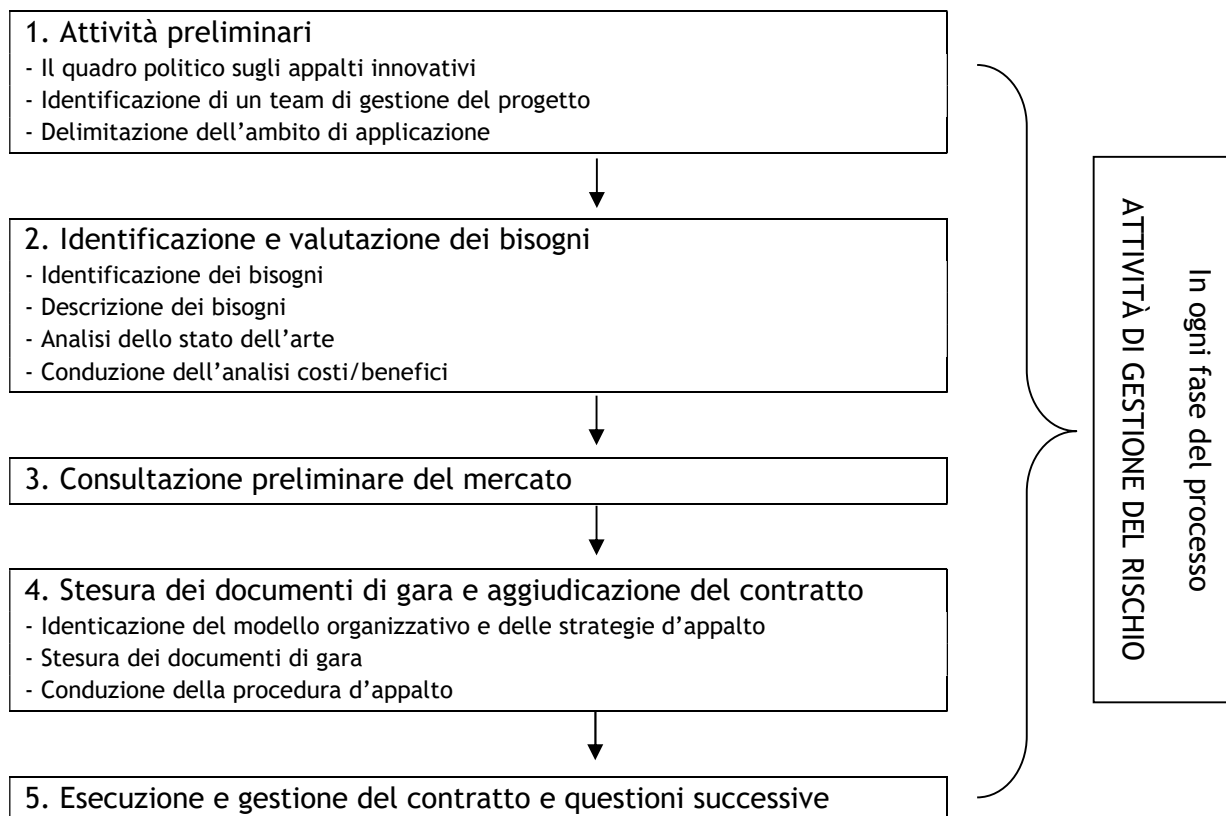 1. Attività preliminari
- Il quadro politico sugli appalti innovativi
- Identificazione di un team di gestione del progetto
- Delimitazione dell’ambito di applicazione
2. Identificazione e valutazione dei bisogni
- Identificazione dei bisogni
- Descrizione dei bisogni
- Analisi dello stato dell’arte
- Conduzione dell’analisi costi/benefici
3. Consultazione preliminare del mercato
4. Stesura dei documenti di gara e aggiudicazione del contratto
- Identicazione del modello organizzativo e delle strategie d’appalto
- Stesura dei documenti di gara
- Conduzione della procedura d’appalto
5. Esecuzione e gestione del contratto e questioni successive
In ogni fase del processo
ATTIVITÀ DI GESTIONE DEL RISCHIO